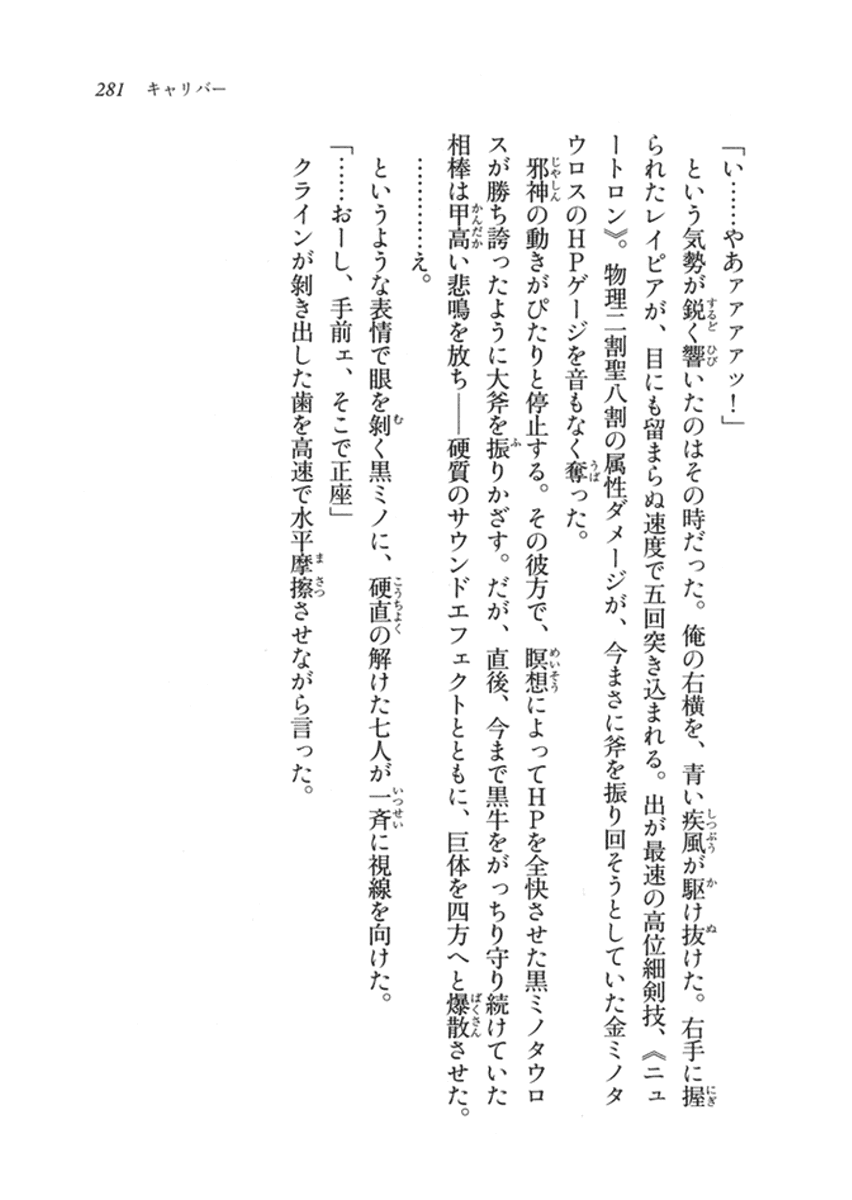 281 キャリバー
「い……やあァァァァッ！」
　という気勢が鋭く響いたのはその時だった。俺の右横を、青い疾風が駆け抜けた。右手に握
られたレイピアが、目にも留まらぬ速度で五回突き込まれる。出が最速の高位細剣技、《ニュ
ートロン》。物理二割聖八割の属性ダメージが、今まさに斧を振り回そうとしていた金ミノタ
ウロスのHPゲージを音もなく奪った。
　邪神の動きがぴたりと停止する。その彼方で、瞑想によってHPを全快させた黒ミノタウロ
スが勝ち誇ったように大斧を振りかざす。だが、直後、今まで黒牛をがっちり守り続けていた
相棒は甲高い悲鳴を放ち――硬質のサウンドエフェクトとともに、巨体を四方へと爆散させた。
　…………え。
　というような表情で眼を剝く黒ミノに、硬直の解けた七人が一斉に視線を向けた。
「……おーし、手前ェ、そこで正座」
　クラインが剝き出した歯を高速で水平摩擦させながら言った。